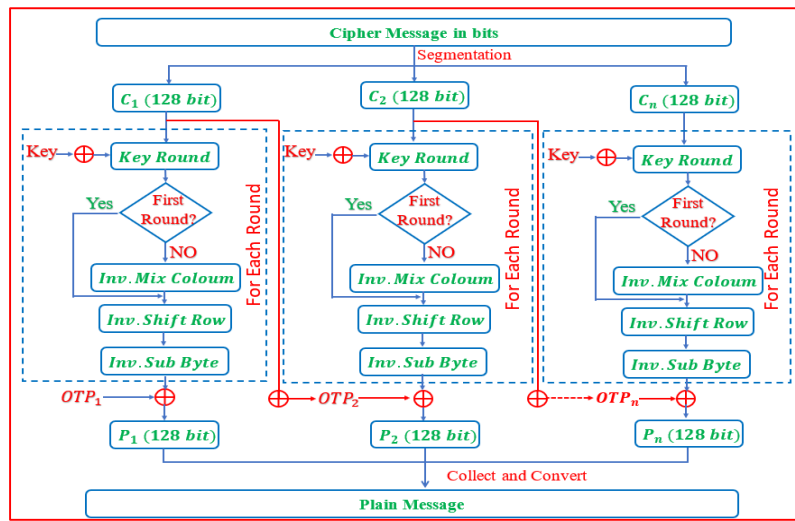 Cipher Message in bits
Segmentation
C₁ (128 bit)
C₂ (128 bit)
Cₙ (128 bit)
Key
Key Round
Yes
First
Round?
NO
Inv.Mix Coloum
Inv.Shift Row
Inv.Sub Byte
For Each Round
Key
Key Round
Yes
First
Round?
NO
Inv.Mix Coloum
Inv.Shift Row
Inv.Sub Byte
For Each Round
Key
Key Round
Yes
First
Round?
NO
Inv.Mix Coloum
Inv.Shift Row
Inv.Sub Byte
For Each Round
OTP₁
OTP₂
OTPₙ
P₁ (128 bit)
P₂ (128 bit)
Pₙ (128 bit)
Collect and Convert
Plain Message